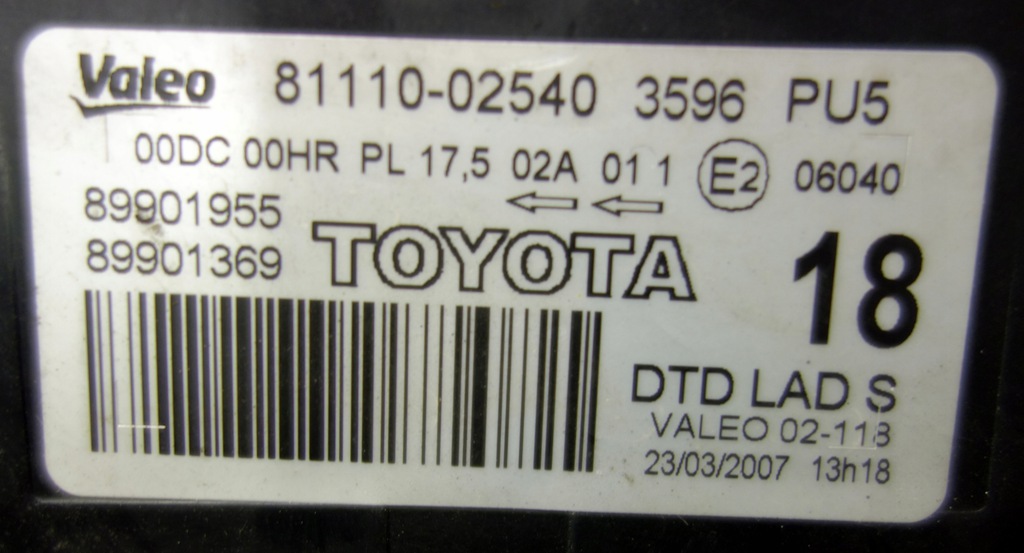 Valeo 81110-02540 3596 PU5
00DC 00HR PL 17,5 02A 01 1 E2 06040
89901955
89901369 TOYOTA 18
DTD LAD S
VALEO 02-118
23/03/2007 13h18